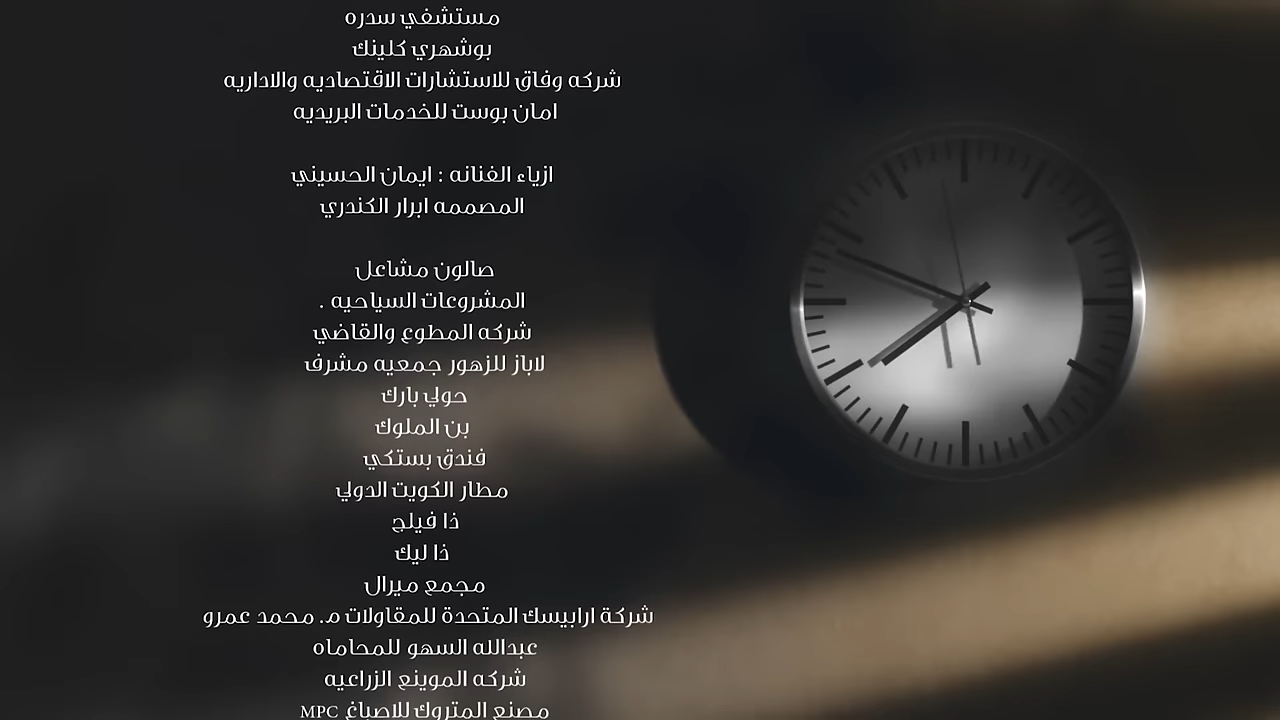 مستشفي سدره
بوشهري كلينك
شركه وفاق للاستشارات الاقتصاديه والاداريه
امان بوست للخدمات البريديه
ازياء الفنانه : ايمان الحسيني
المصممه ابرار الكندري
صالون مشاعل
المشروعات السياحيه .
شركه المطوع والقاضي
لاباز للزهور جمعيه مشرف
حولي بارك
بن الملوك
فندق بستكي
مطار الكويت الدولي
ذا فيلج
ذا ليك
مجمع ميرال
شركة ارابيسك المتحدة للمقاولات م. محمد عمرو
عبدالله السهو للمحاماه
شركه الموينع الزراعيه
مصنع المتروك للاصباغ MPC